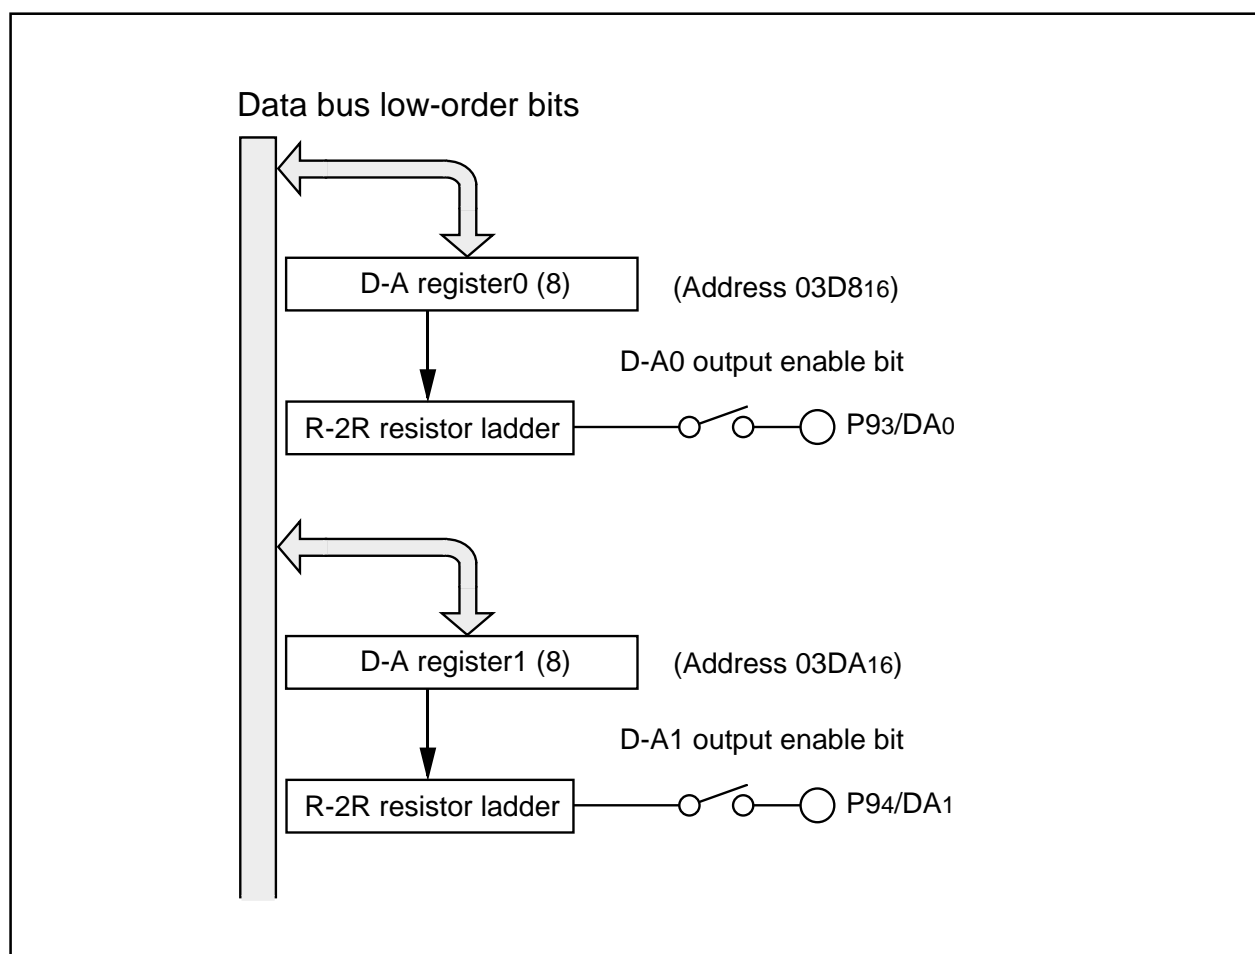 Data bus low-order bits
D-A register0 (8)
(Address 03D816)
D-A0 output enable bit
R-2R resistor ladder
P93/DA0
D-A register1 (8)
(Address 03DA16)
D-A1 output enable bit
R-2R resistor ladder
P94/DA1